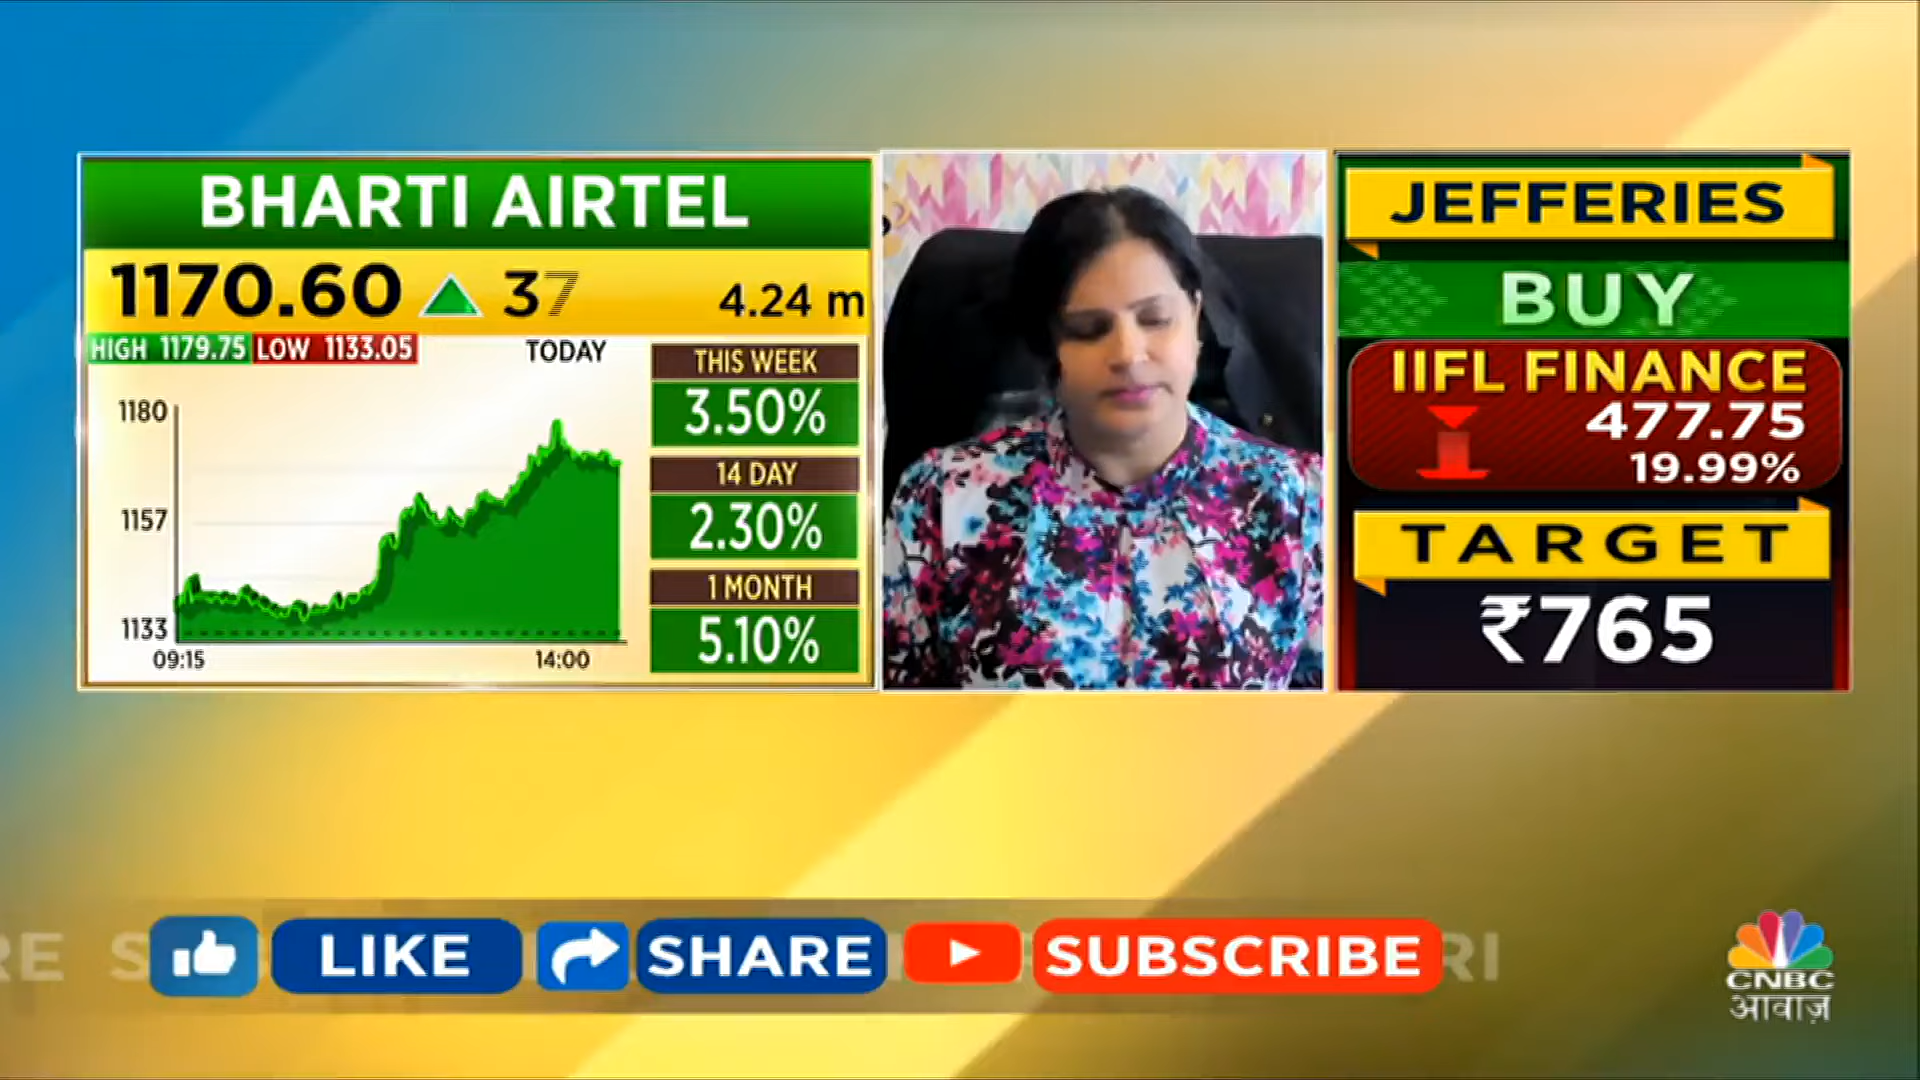 BHARTI AIRTEL
1170.60 37 4.24 m
HIGH 1179.75 LOW 1133.05
TODAY
1180
1157
1133
09:15 14:00
THIS WEEK
3.50%
14 DAY
2.30%
1 MONTH
5.10%
JEFFERIES
BUY
IIFL FINANCE
477.75
19.99%
TARGET
₹765
LIKE SHARE SUBSCRIBE
CNBC
आवाज़